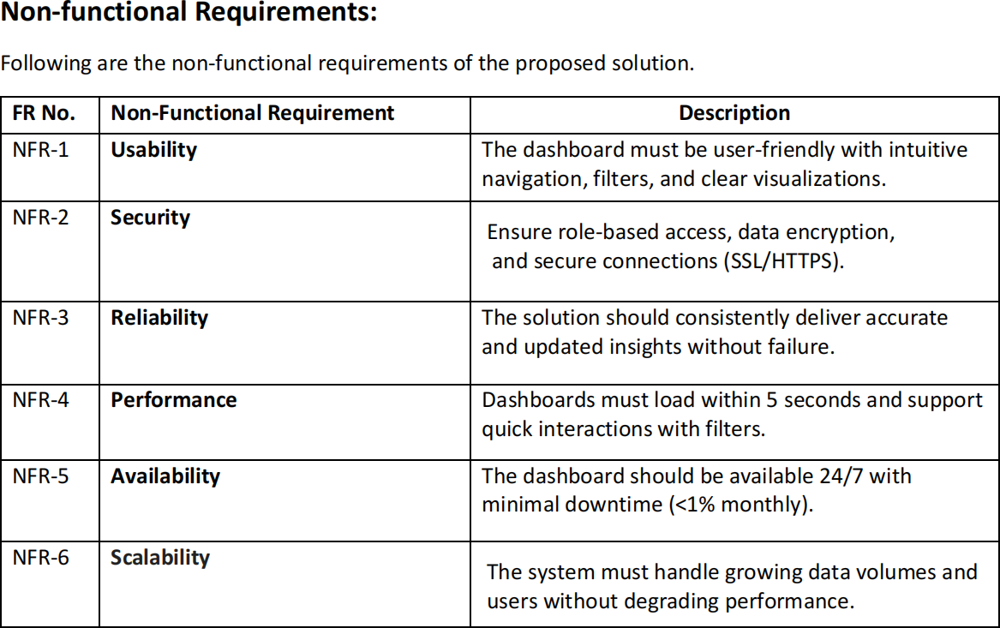 Non-functional Requirements:
Following are the non-functional requirements of the proposed solution.
FR No. Non-Functional Requirement Description
NFR-1 Usability The dashboard must be user-friendly with intuitive
navigation, filters, and clear visualizations.
NFR-2 Security Ensure role-based access, data encryption,
and secure connections (SSL/HTTPS).
NFR-3 Reliability The solution should consistently deliver accurate
and updated insights without failure.
NFR-4 Performance Dashboards must load within 5 seconds and support
quick interactions with filters.
NFR-5 Availability The dashboard should be available 24/7 with
minimal downtime (<1% monthly).
NFR-6 Scalability The system must handle growing data volumes and
users without degrading performance.